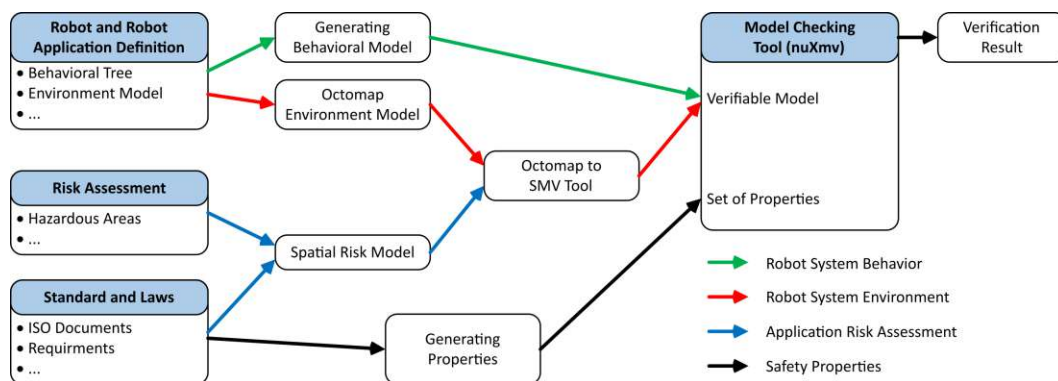 Robot and Robot
Application Definition
• Behavioral Tree
• Environment Model
• ...
Generating
Behavioral Model
Octomap
Environment Model
Risk Assessment
• Hazardous Areas
• ...
Spatial Risk Model
Octomap to
SMV Tool
Standard and Laws
• ISO Documents
• Requirments
• ...
Generating
Properties
Model Checking
Tool (nuXmv)
Verifiable Model
Set of Properties
Verification
Result
Robot System Behavior
Robot System Environment
Application Risk Assessment
Safety Properties